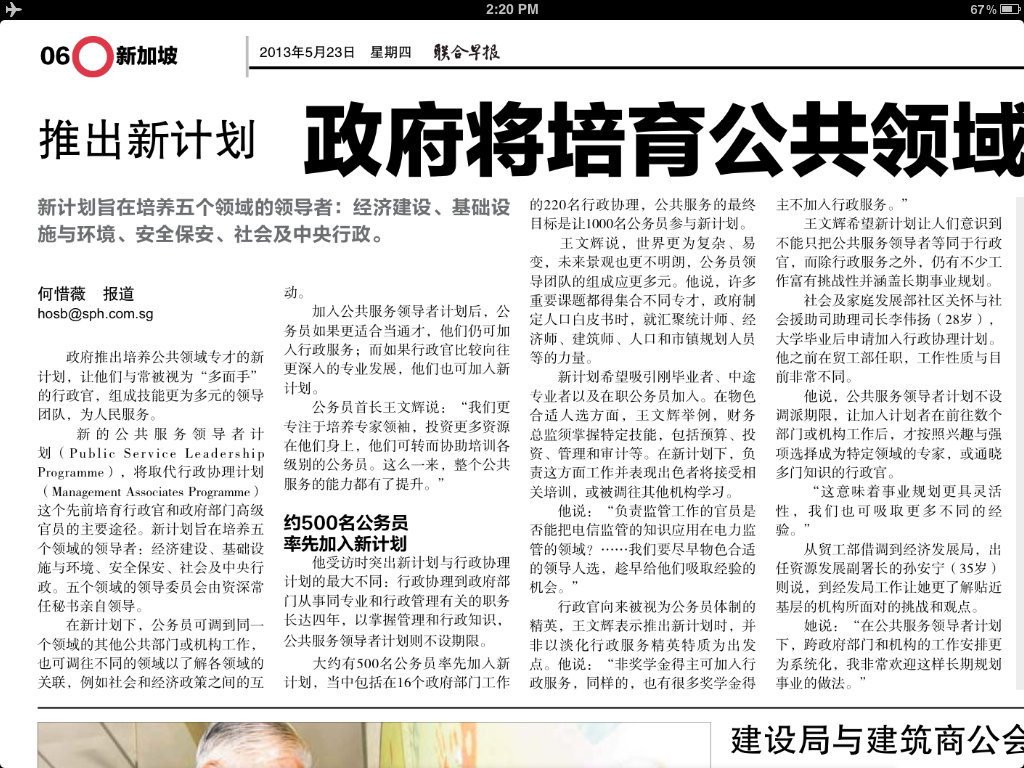 2:20 PM
67%
06 新加坡
2013年5月23日 星期四 联合早报
推出新计划 政府将培育公共领域
新计划旨在培养五个领域的领导者：经济建设、基础设
施与环境、安全保安、社会及中央行政。
何惜薇 报道
hosb@sph.com.sg
政府推出培养公共领域专才的新
计划，让他们与常被视为“多面手”
的行政官，组成技能更为多元的领导
团队，为人民服务。
新的公共服务领导者计
划（Public Service Leadership
Programme），将取代行政协理计划
（Management Associates Programme）
这个先前培育行政官和政府部门高级
官员的主要途径。新计划旨在培养五
个领域的领导者：经济建设、基础设
施与环境、安全保安、社会及中央行
政。五个领域的领导委员会由资深常
任秘书亲自领导。
在新计划下，公务员可调到同一
个领域的其他公共部门或机构工作，
也可调往不同的领域以了解各领域的
关联，例如社会和经济政策之间的互
动。
加入公共服务领导者计划后，公
务员如果更适合当通才，他们仍可加
入行政服务；而如果行政官比较向往
更深入的专业发展，他们也可加入新
计划。
公务员首长王文辉说：“我们更
专注于培养专家领袖，投资更多资源
在他们身上，他们可转而协助培训各
级别的公务员。这么一来，整个公共
服务的能力都有了提升。”
约500名公务员
率先加入新计划
他受访时突出新计划与行政协理
计划的最大不同：行政协理到政府部
门从事同专业和行政管理有关的职务
长达四年，以掌握管理和行政知识，
公共服务领导者计划则不设期限。
大约有500名公务员率先加入新
计划，当中包括在16个政府部门工作
的220名行政协理，公共服务的最终
目标是让1000名公务员参与新计划。
王文辉说，世界更为复杂、易
变，未来景观也更不明朗，公务员领
导团队的组成应更多元。他说，许多
重要课题都得集合不同专才，政府制
定人口白皮书时，就汇聚统计师、经
济师、建筑师、人口和市镇规划人员
等的力量。
新计划希望吸引刚毕业者、中途
专业者以及在职公务员加入。在物色
合适人选方面，王文辉举例，财务
总监须掌握特定技能，包括预算、投
资、管理和审计等。在新计划下，负
责这方面工作并表现出色者将接受相
关培训，或被调往其他机构学习。
他说：“负责监管工作的官员是
否能把电信监管的知识应用在电力监
管的领域？……我们要尽早物色合适
的领导人选，趁早给他们吸取经验的
机会。”
行政官向来被视为公务员体制的
精英，王文辉表示推出新计划时，并
非以淡化行政服务精英特质为出发
点。他说：“非奖学金得主可加入行
政服务，同样的，也有很多奖学金得
主不加入行政服务。”
王文辉希望新计划让人们意识到
不能只把公共服务领导者等同于行政
官，而除行政服务之外，仍有不少工
作富有挑战性并涵盖长期事业规划。
社会及家庭发展部社区关怀与社
会援助司助理司长李伟扬（28岁），
大学毕业后申请加入行政协理计划。
他之前在贸工部任职，工作性质与目
前非常不同。
他说，公共服务领导者计划不设
调派期限，让加入计划者在前往数个
部门或机构工作后，才按照兴趣与强
项选择成为特定领域的专家，或通晓
多门知识的行政官。
“这意味着事业规划更具灵活
性，我们也可吸取更多不同的经
验。”
从贸工部借调到经济发展局，出
任资源发展副署长的孙安宁（35岁）
则说，到经发局工作让她更了解贴近
基层的机构所面对的挑战和观点。
她说：“在公共服务领导者计划
下，跨政府部门和机构的工作安排更
为系统化，我非常欢迎这样长期规划
事业的做法。”
建设局与建筑商公会